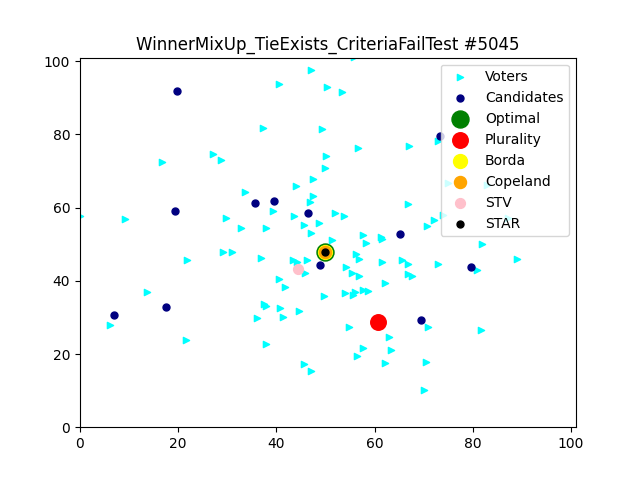 WinnerMixUp_TieExists_CriteriaFailTest #5045
100
80
60
40
20
0
0 20 40 60 80 100
Voters
Candidates
Optimal
Plurality
Borda
Copeland
STV
STAR